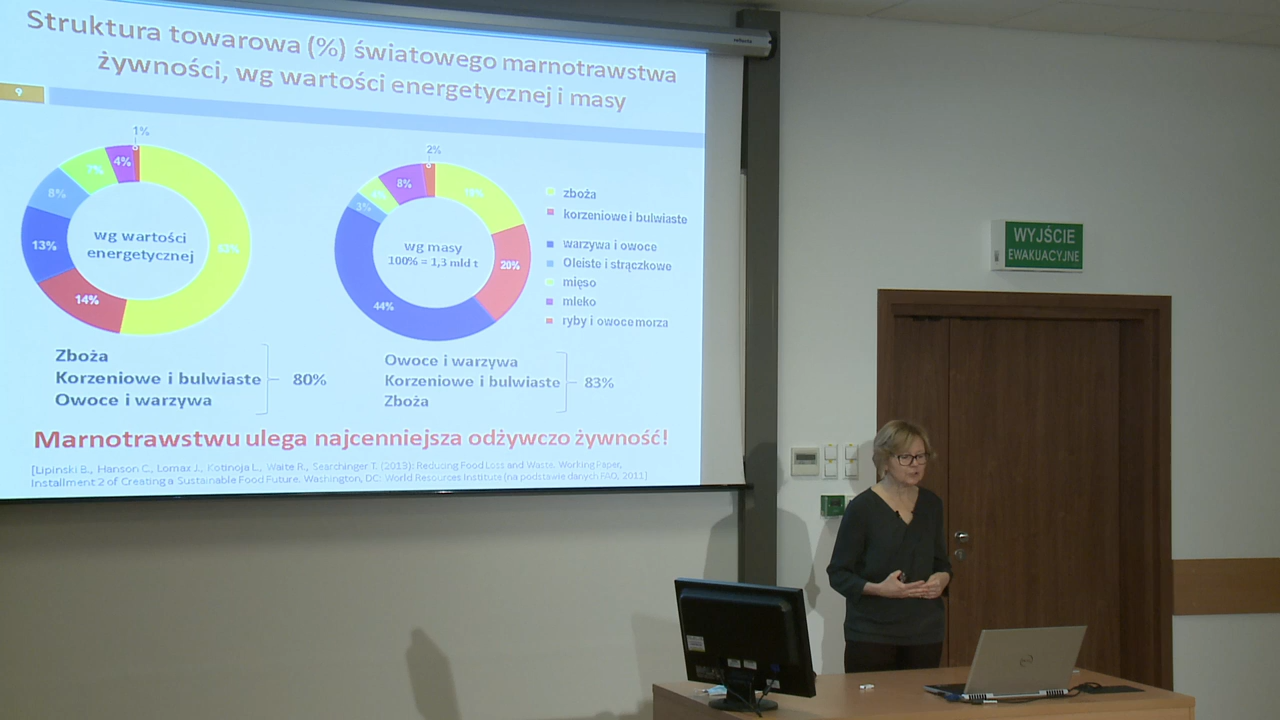 Struktura towarowa (%) światowego marnotrawstwa
żywności, wg wartości energetycznej i masy
9
1%
4%
7%
8%
13%
14%
53%
wg wartości
energetycznej
2%
8%
4%
3%
44%
20%
19%
wg masy
100% = 1,3 mld t
zboża
korzeniowe i bulwiaste
warzywa i owoce
Oleiste i strączkowe
mięso
mleko
ryby i owoce morza
Zboża
Korzeniowe i bulwiaste
Owoce i warzywa
80%
Owoce i warzywa
Korzeniowe i bulwiaste
Zboża
83%
Marnotrawstwu ulega najcenniejsza odżywczo żywność!
[Lipinski B., Hanson C., Lomax J., Kotinoja L., Waite R., Searchinger T. (2013): Reducing Food Loss and Waste. Working Paper,
Installment 2 of Creating a Sustainable Food Future. Washington, DC: World Resources Institute (na podstawie danych FAO, 2011)
WYJŚCIE
EWAKUACYJNE